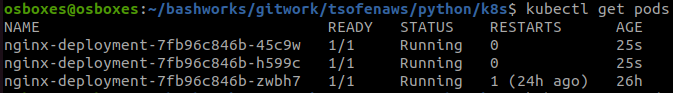 osboxes@osboxes:~/bashworks/gitwork/tsofenaws/python/k8s$ kubectl get pods
NAME READY STATUS RESTARTS AGE
nginx-deployment-7fb96c846b-45c9w 1/1 Running 0 25s
nginx-deployment-7fb96c846b-h599c 1/1 Running 0 25s
nginx-deployment-7fb96c846b-zwbh7 1/1 Running 1 (24h ago) 26h